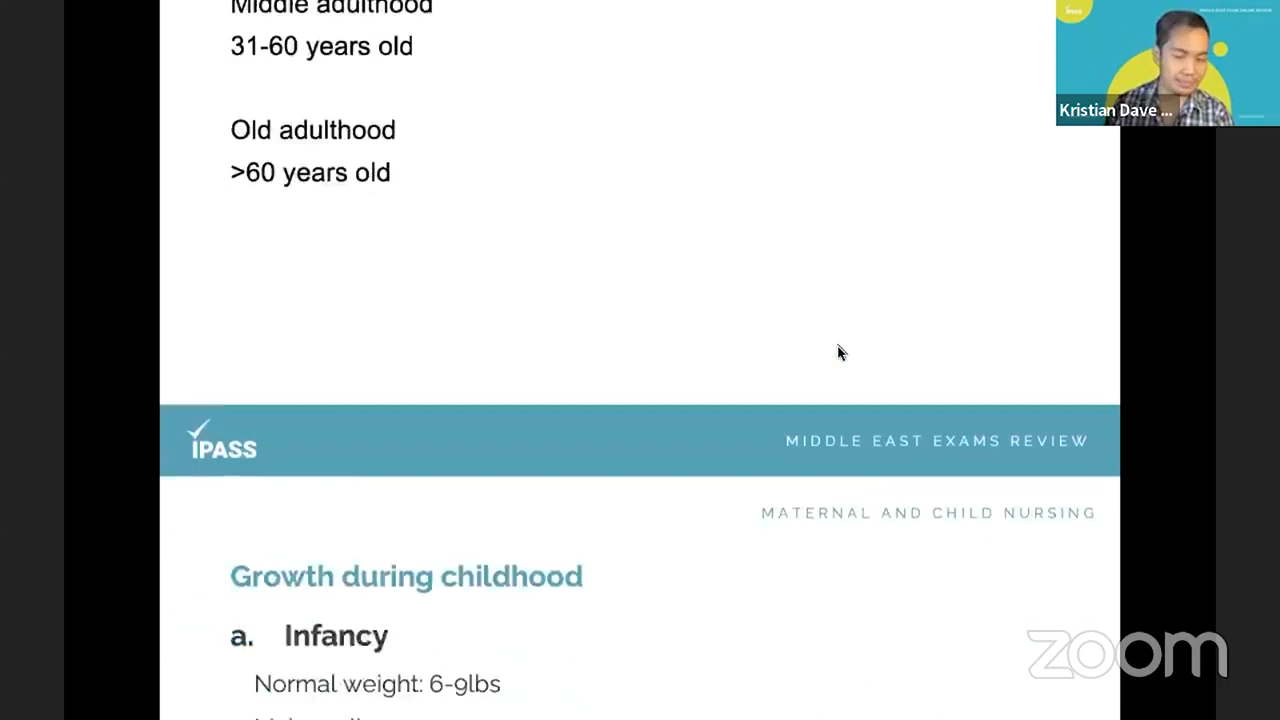 Middle adulthood
31-60 years old
Old adulthood
>60 years old
Kristian Dave ...
iPASS
MIDDLE EAST EXAMS REVIEW
MATERNAL AND CHILD NURSING
Growth during childhood
a. Infancy
Normal weight: 6-9lbs
zoom